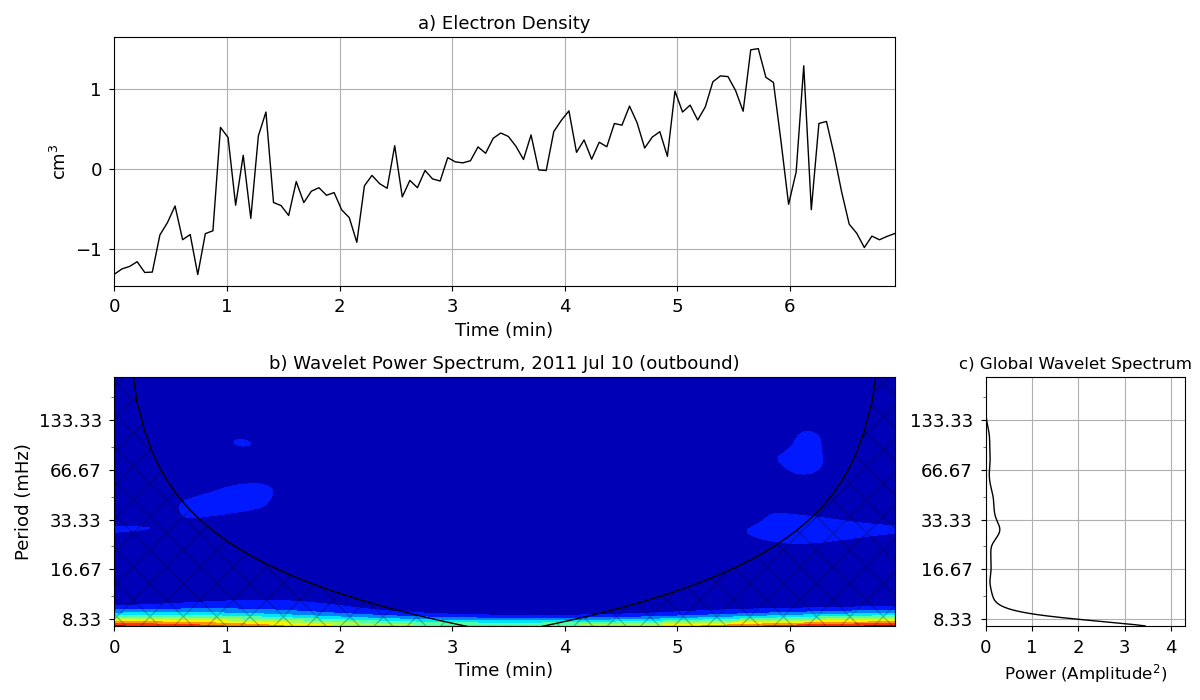 a) Electron Density
cm³
1
0
−1
0 1 2 3 4 5 6
Time (min)
b) Wavelet Power Spectrum, 2011 Jul 10 (outbound)
Period (mHz)
133.33
66.67
33.33
16.67
8.33
0 1 2 3 4 5 6
Time (min)
c) Global Wavelet Spectrum
133.33
66.67
33.33
16.67
8.33
0 1 2 3 4
Power (Amplitude²)